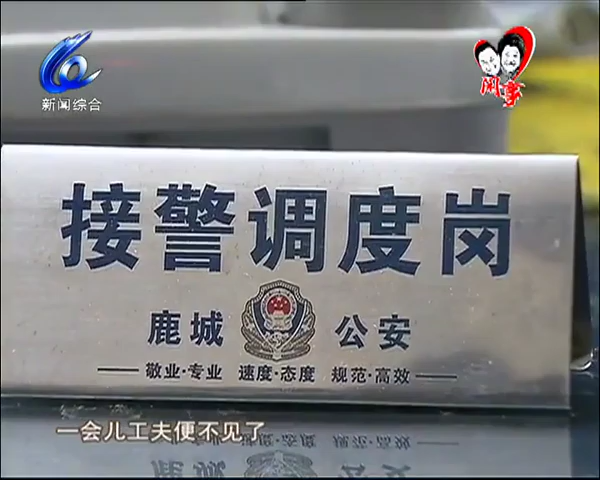 新闻综合
闲事
接警调度岗
鹿城 公安
敬业·专业 速度·态度 规范·高效
一会儿工夫便不见了